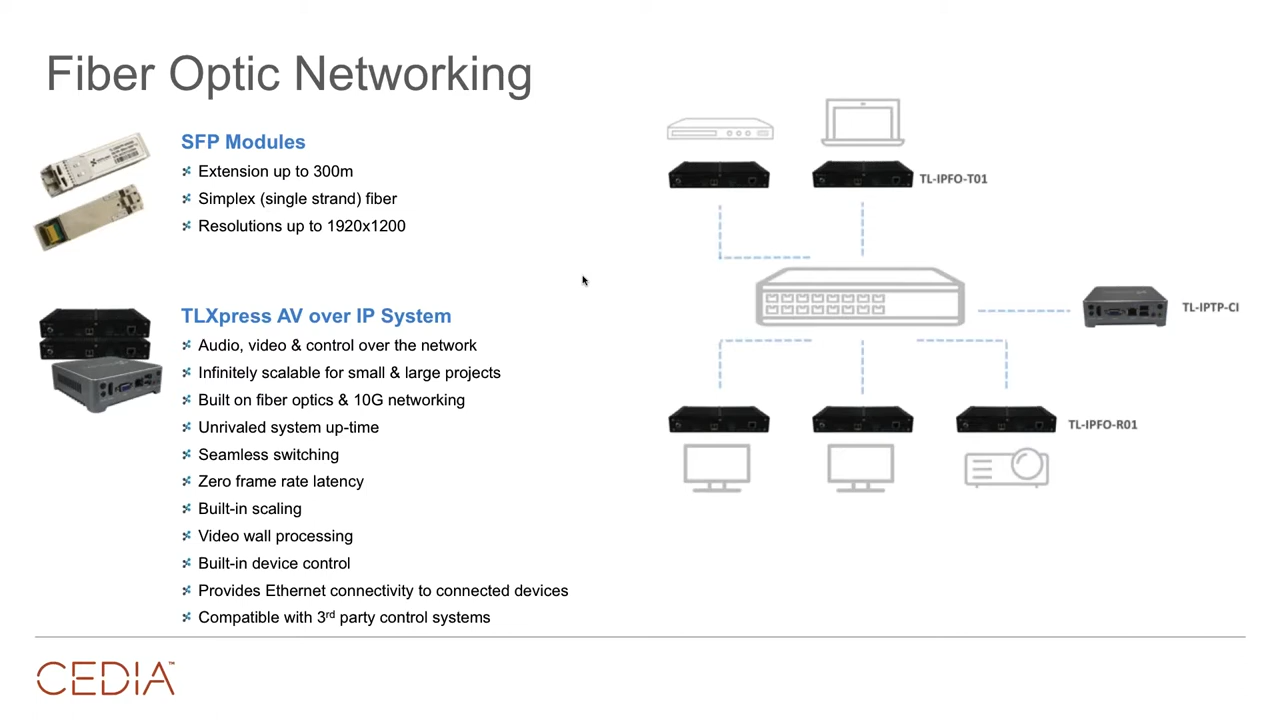 Fiber Optic Networking
SFP Modules
Extension up to 300m
Simplex (single strand) fiber
Resolutions up to 1920x1200
TLXpress AV over IP System
Audio, video & control over the network
Infinitely scalable for small & large projects
Built on fiber optics & 10G networking
Unrivaled system up-time
Seamless switching
Zero frame rate latency
Built-in scaling
Video wall processing
Built-in device control
Provides Ethernet connectivity to connected devices
Compatible with 3rd party control systems
TL-IPFO-T01
TL-IPTP-CI
TL-IPFO-R01
CEDIA™